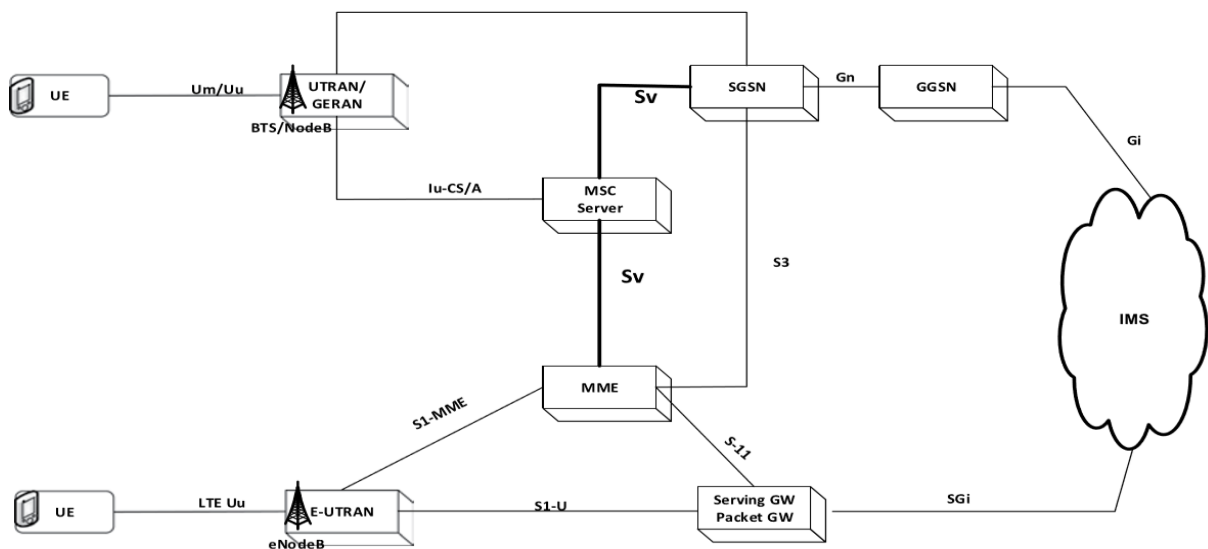 UE
Um/Uu
UTRAN/
GERAN
BTS/NodeB
Sv
SGSN
Gn
GGSN
Gi
Iu-CS/A
MSC
Server
Sv
S3
IMS
MME
S1-MME
S-11
UE
LTE Uu
E-UTRAN
eNodeB
S1-U
Serving GW
Packet GW
SGi